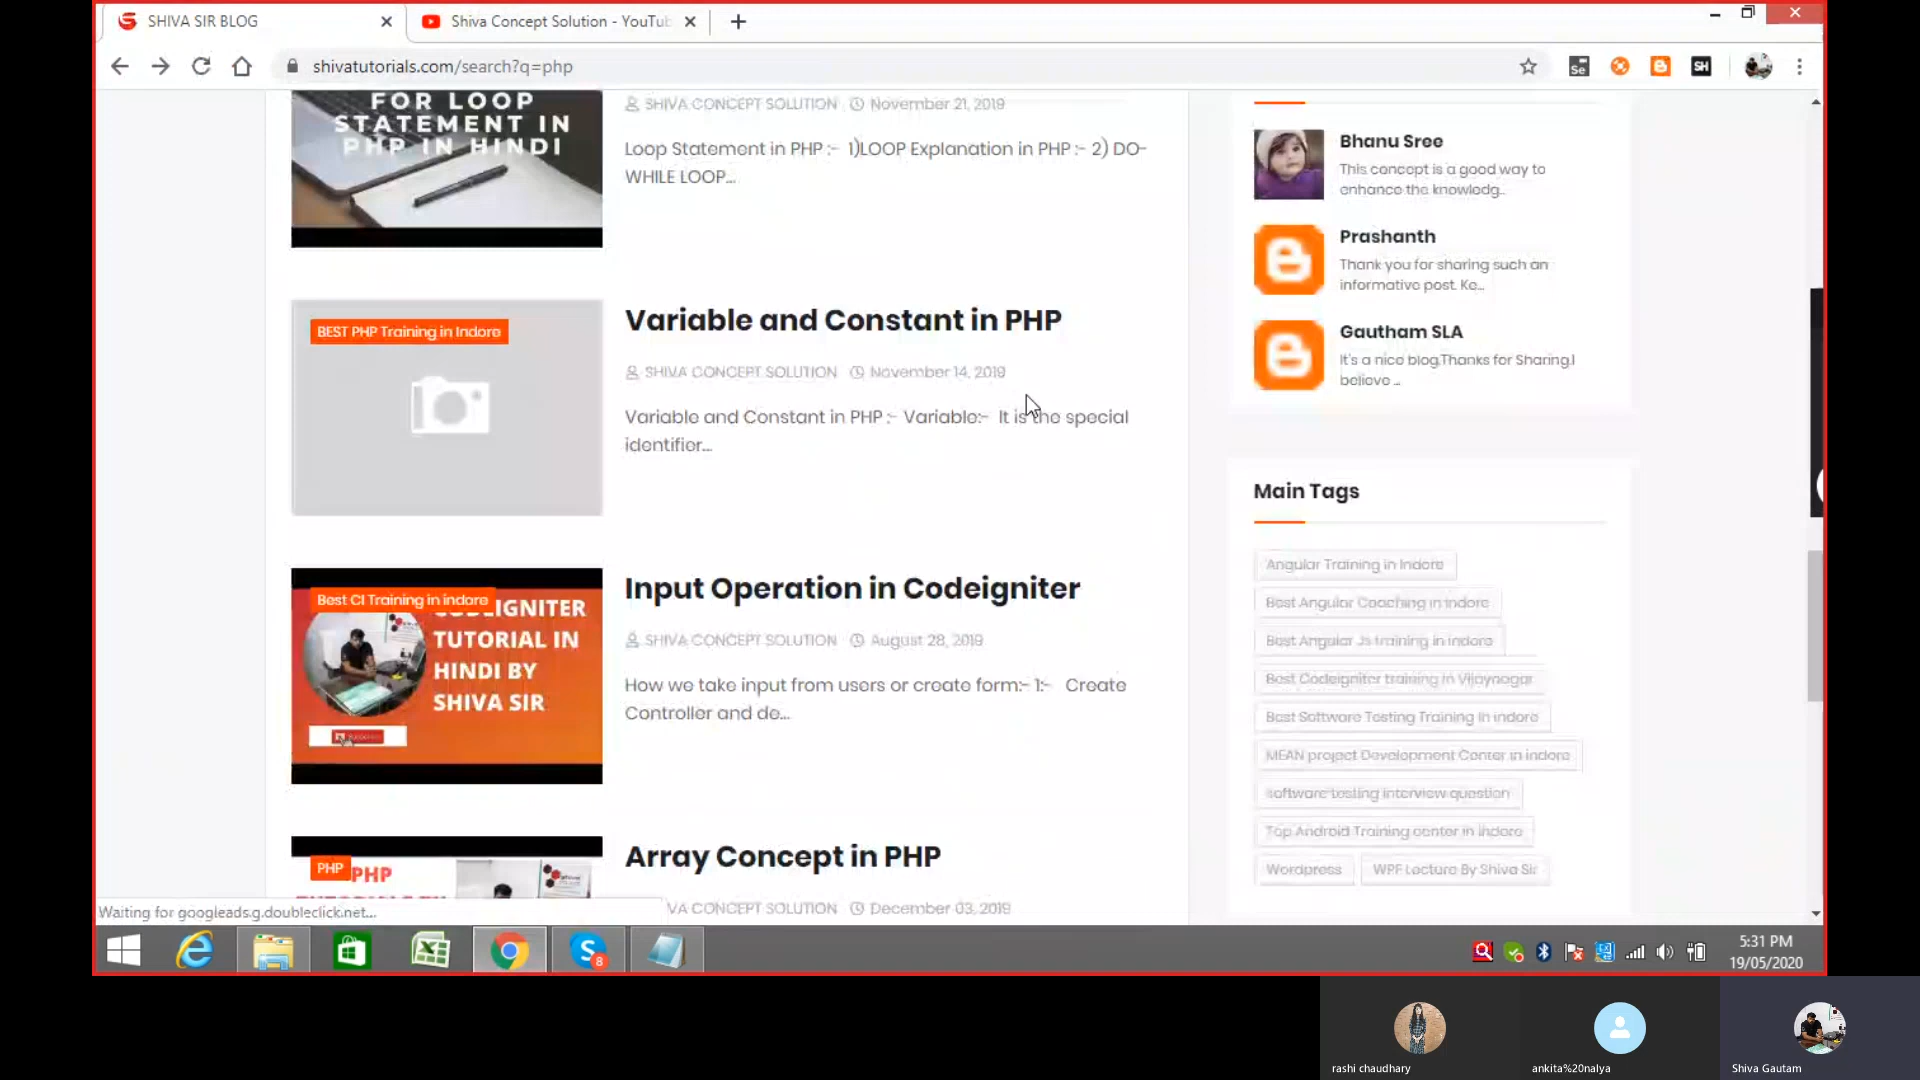 SHIVA SIR BLOG
Shiva Concept Solution - YouTub
shivatutorials.com/search?q=php
FOR LOOP
STATEMENT IN
PHP IN HINDI
SHIVA CONCEPT SOLUTION November 21, 2019
Loop Statement in PHP :- 1)LOOP Explanation in PHP :- 2) DO-
WHILE LOOP...
BEST PHP Training in Indore
Variable and Constant in PHP
SHIVA CONCEPT SOLUTION November 14, 2019
Variable and Constant in PHP :- Variable:- It is the special
identifier...
Best CI Training in indore
CODEIGNITER
TUTORIAL IN
HINDI BY
SHIVA SIR
Input Operation in Codeigniter
SHIVA CONCEPT SOLUTION August 28, 2019
How we take input from users or create form:- 1:- Create
Controller and de...
PHP
PHP
Array Concept in PHP
VA CONCEPT SOLUTION December 03, 2019
Waiting for googleads.g.doubleclick.net...
Bhanu Sree
This concept is a good way to
enhance the knowledg...
Prashanth
Thank you for sharing such an
informative post. Ke...
Gautham SLA
It's a nice blog,Thanks for Sharing.I
believe ...
Main Tags
Angular Training in Indore
Best Angular Coaching in indore
Best Angular Js training in indore
Best Codeigniter training in Vijaynagar
Best Software Testing Training in indore
MEAN project Development Center in indore
software testing interview question
Top Android Training center in indore
Wordpress WPF Lecture By Shiva Sir
Se
SH
8
5:31 PM
19/05/2020
rashi chaudhary
ankita%20nalya
Shiva Gautam